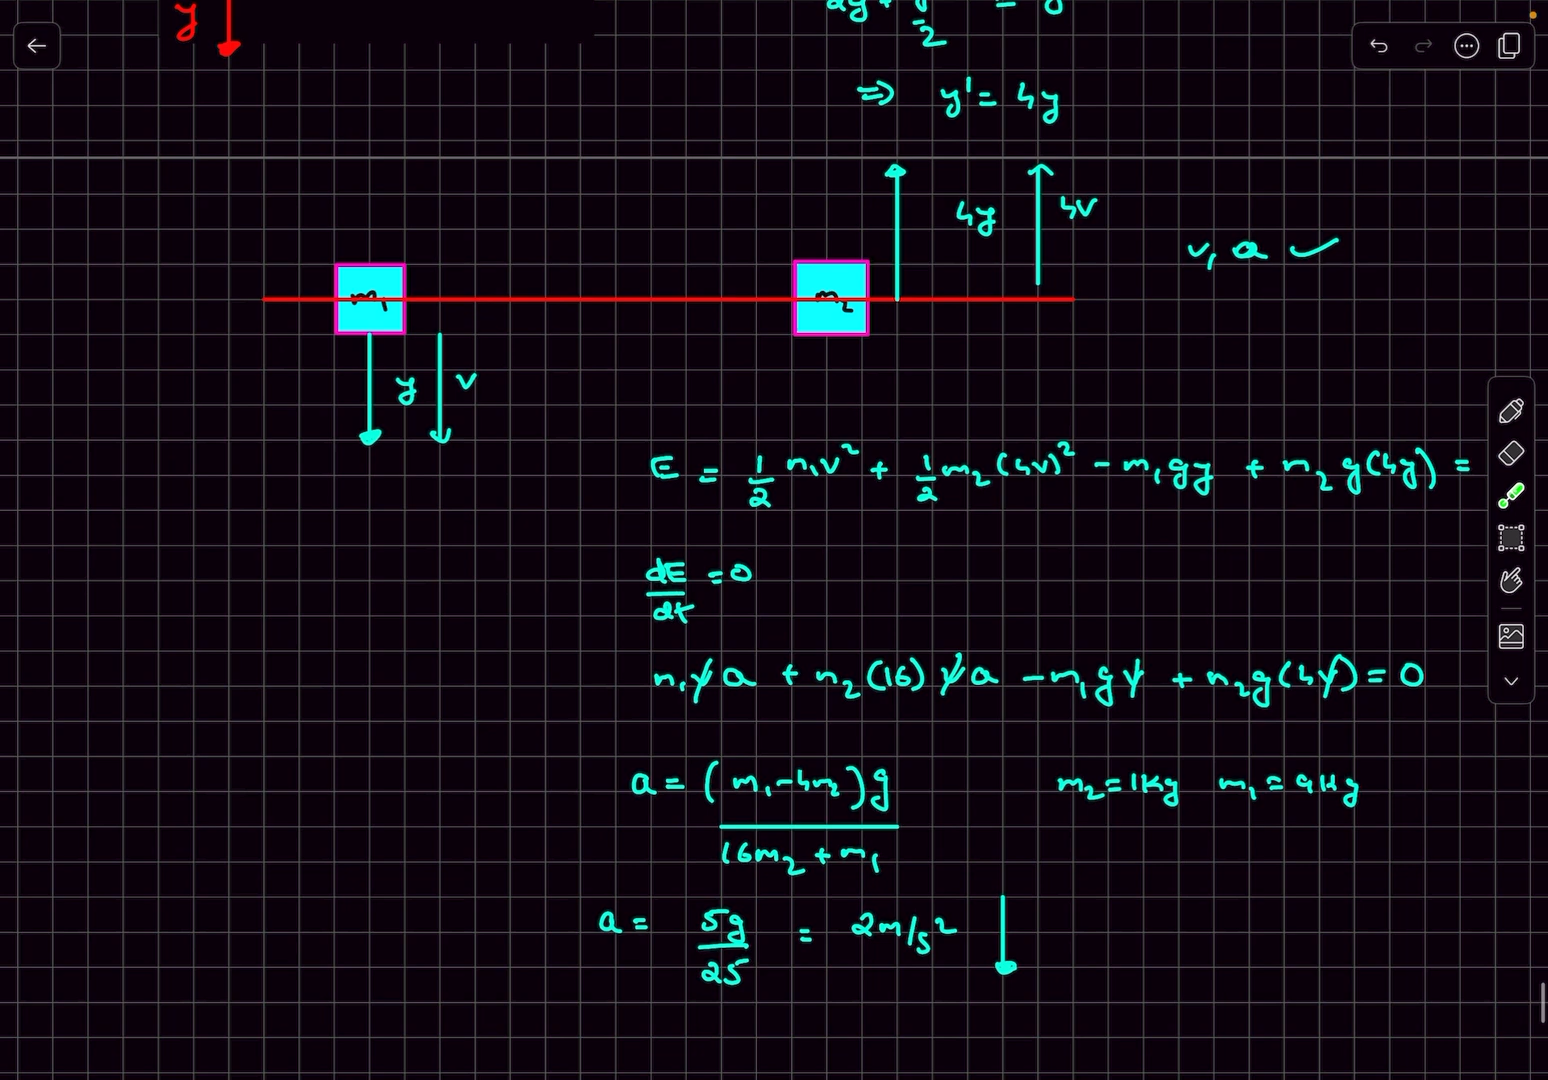 y
⇒ y' = 4y
4y 4v
v, a ✓
m₁ m₂
y v
E = 1/2 m₁v² + 1/2 m₂(4v)² - m₁gy + m₂g(4y) =
dE/dt = 0
m₁va + m₂(16)va - m₁gv + m₂g(4v) = 0
a = (m₁-4m₂)g / 16m₂ + m₁ m₂ = 1Kg m₁ = 9Kg
a = 5g/25 = 2m/s²